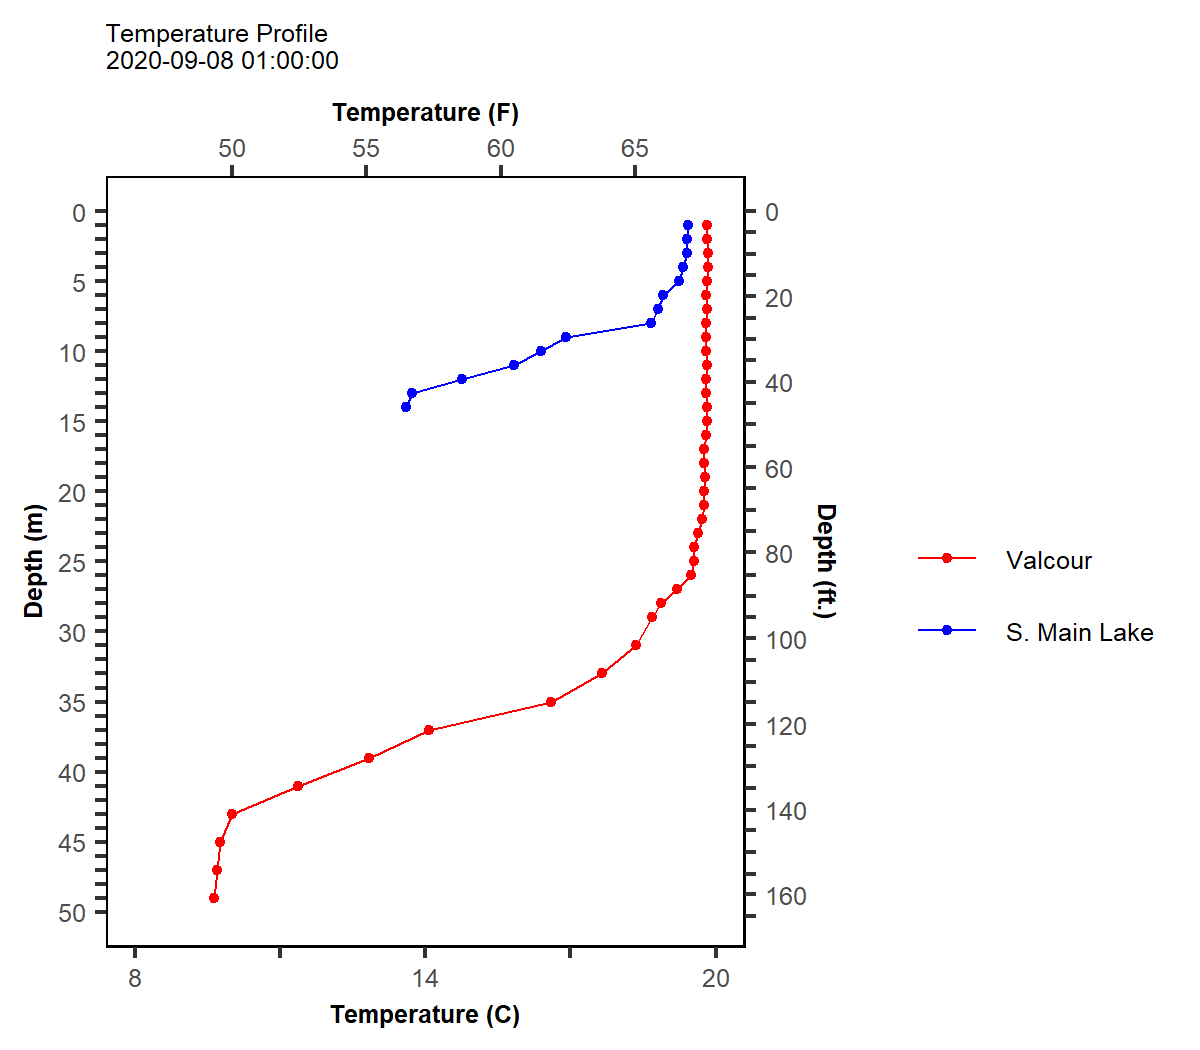 Temperature Profile
2020-09-08 01:00:00
Temperature (F)
50 55 60 65
0 0
5
20
10
40
15
60
20
80
25
100
30
35
120
40
140
45
160
50
Depth (m)
Depth (ft.)
Valcour
S. Main Lake
8 14 20
Temperature (C)